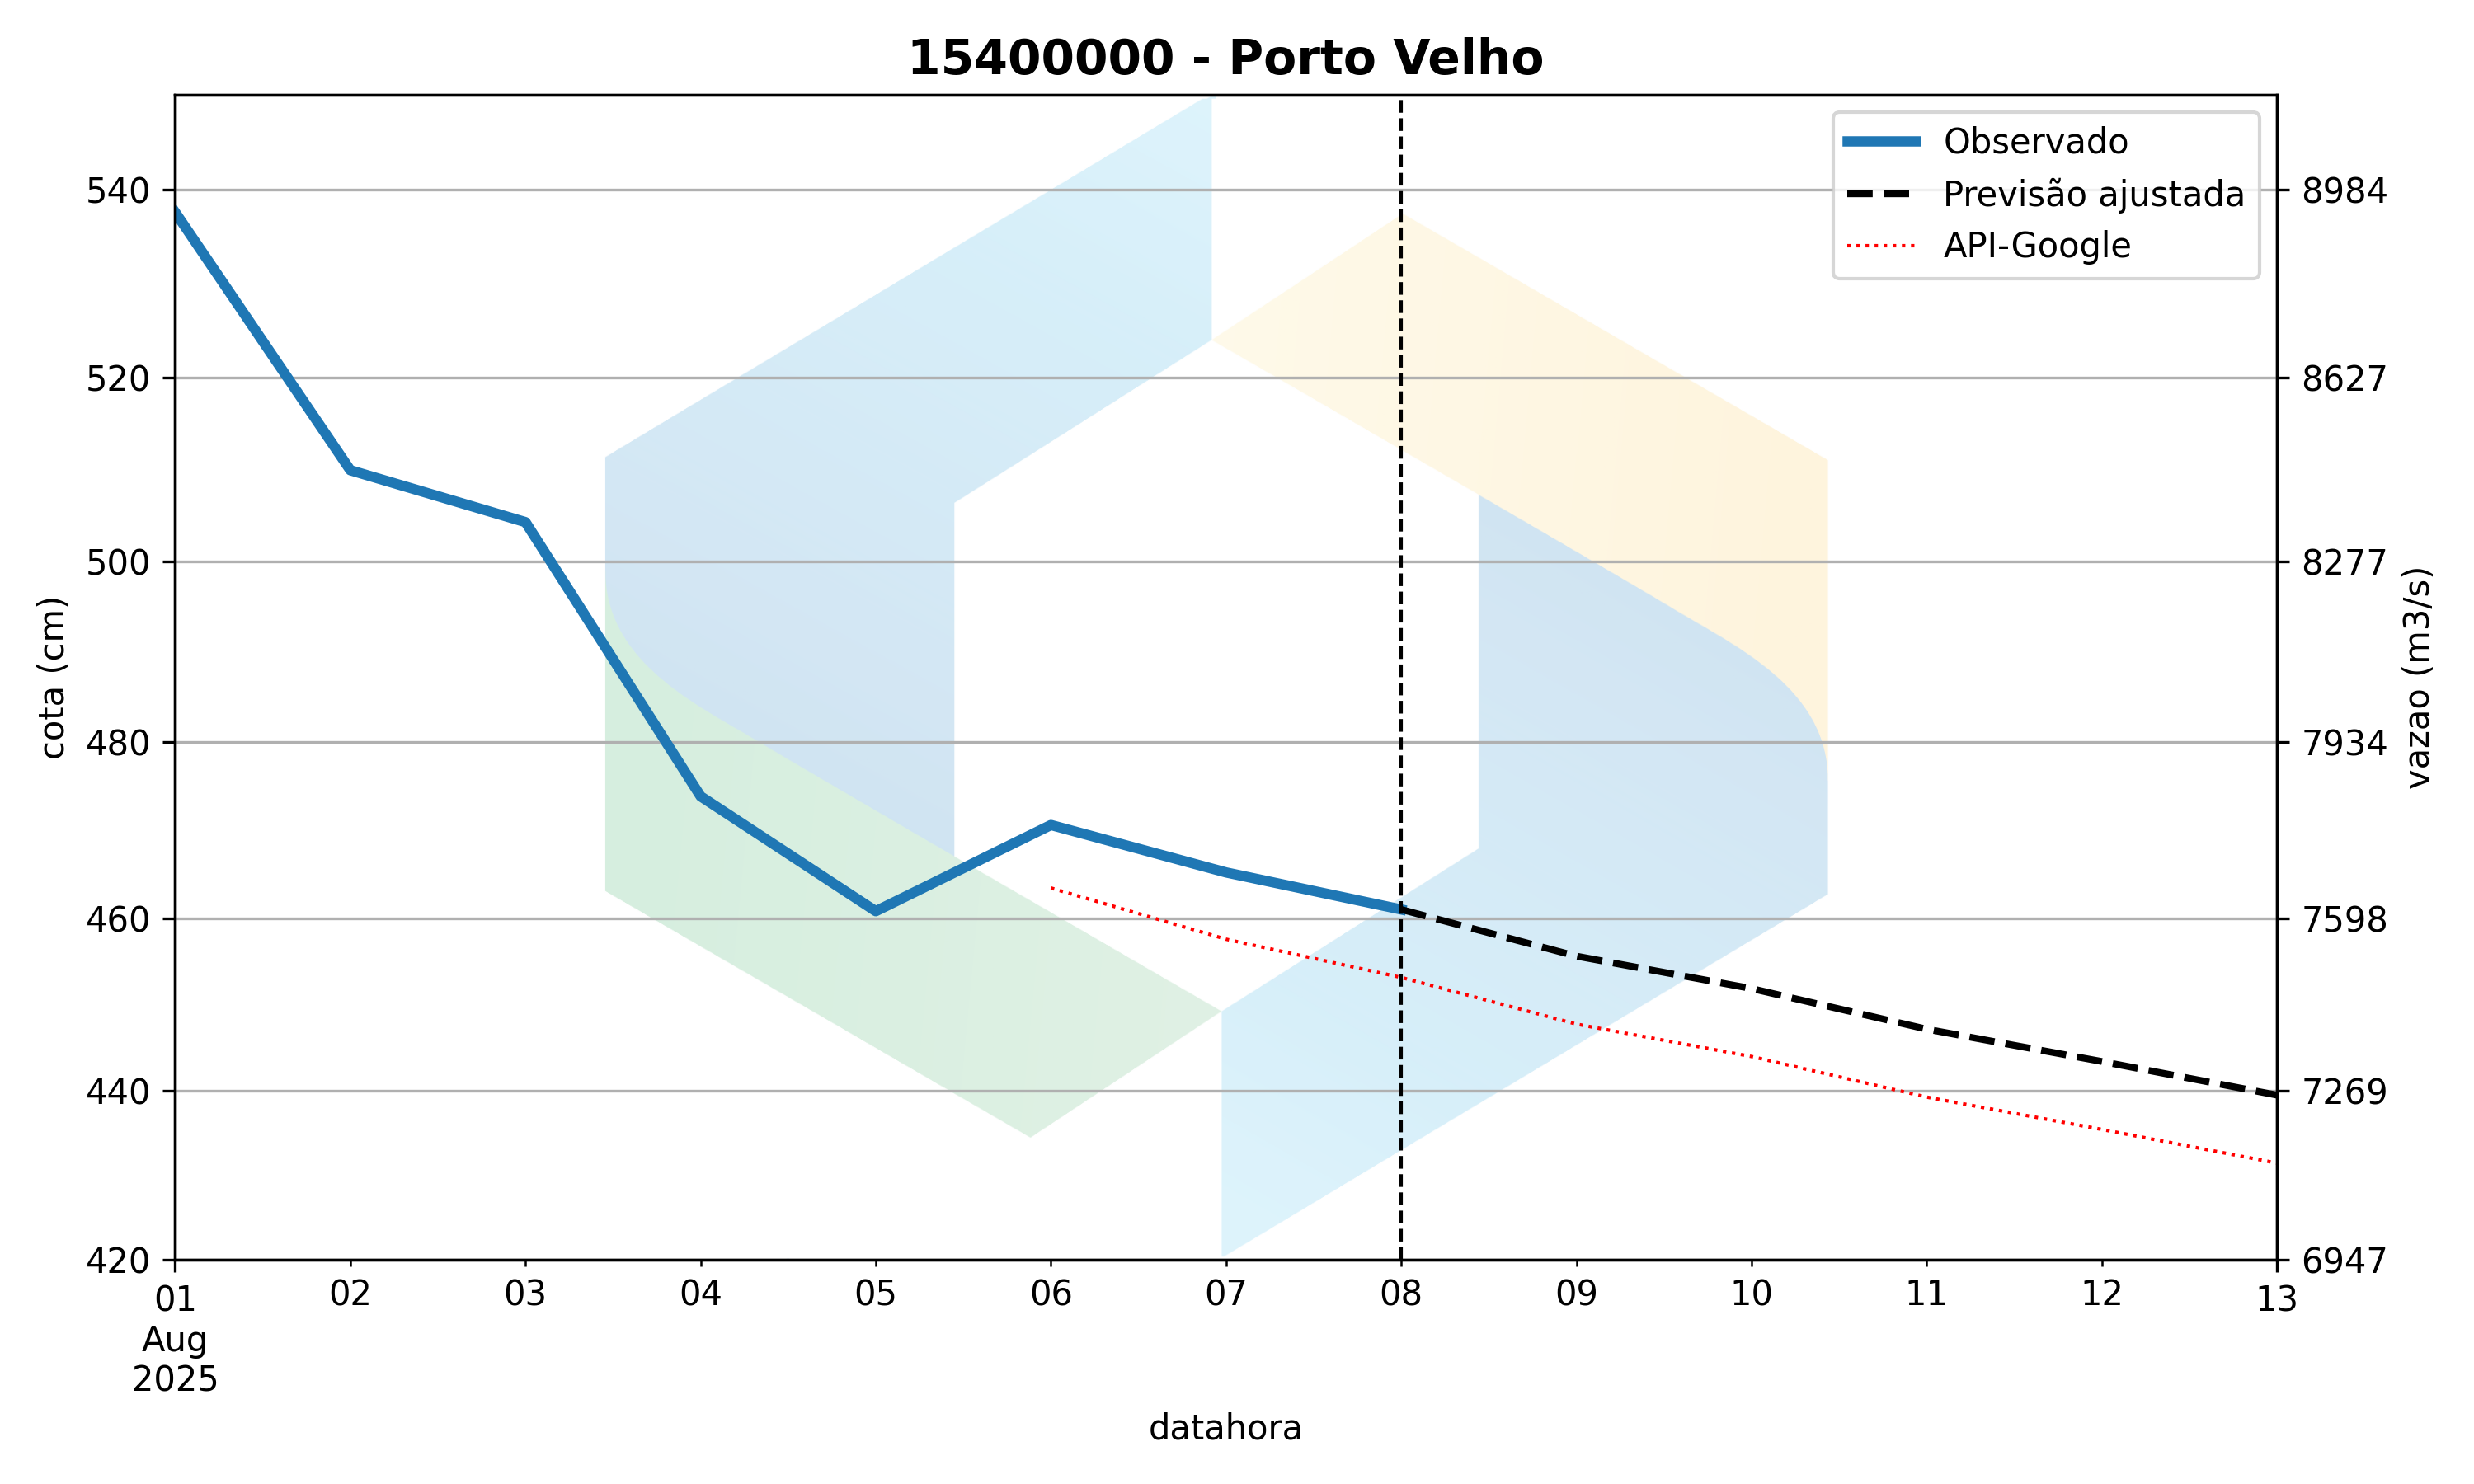 15400000 - Porto Velho
Observado
Previsão ajustada
API-Google
540
520
500
480
460
440
420
cota (cm)
8984
8627
8277
7934
7598
7269
6947
vazao (m3/s)
01 02 03 04 05 06 07 08 09 10 11 12 13
Aug
2025
datahora